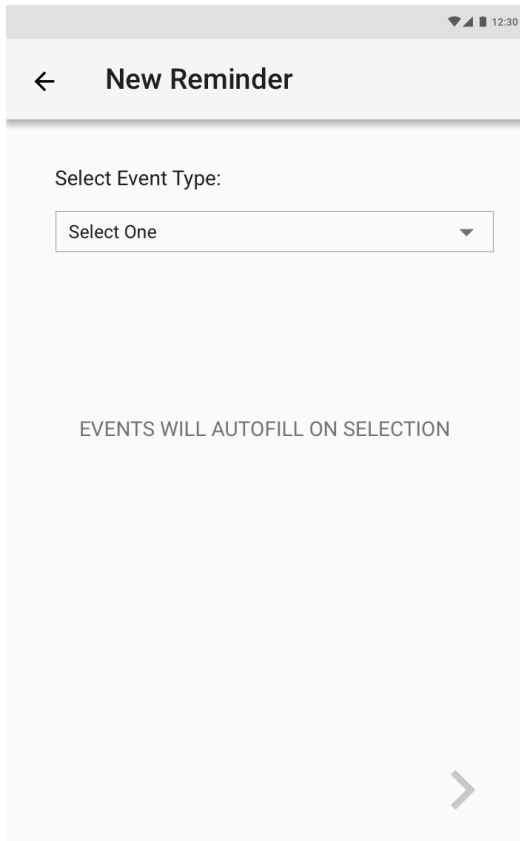 12:30
New Reminder
Select Event Type:
Select One
EVENTS WILL AUTOFILL ON SELECTION